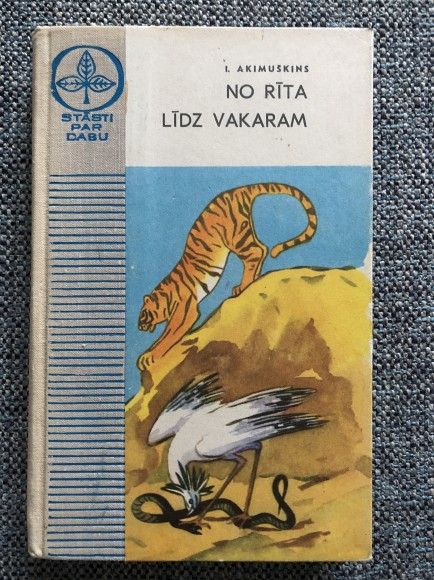 STĀSTI
PAR
DABU
I. AKIMUŠKINS
NO RĪTA
LĪDZ VAKARAM